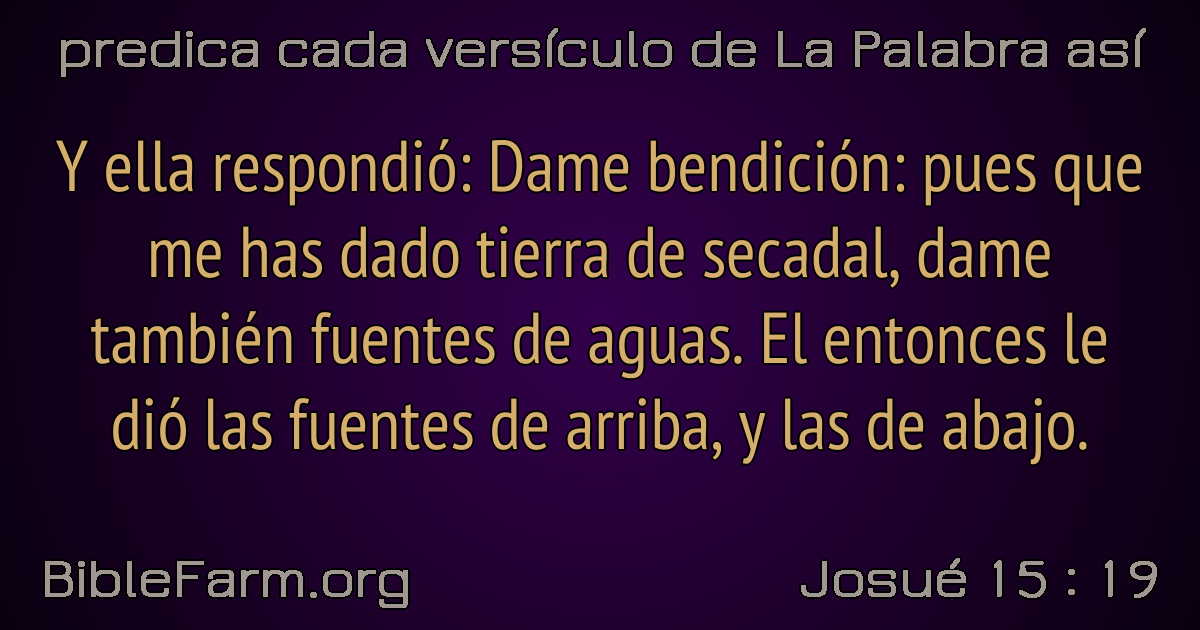 predica cada versículo de La Palabra así
Y ella respondió: Dame bendición: pues que
me has dado tierra de secadal, dame
también fuentes de aguas. El entonces le
dió las fuentes de arriba, y las de abajo.
BibleFarm.org
Josué 15 : 19